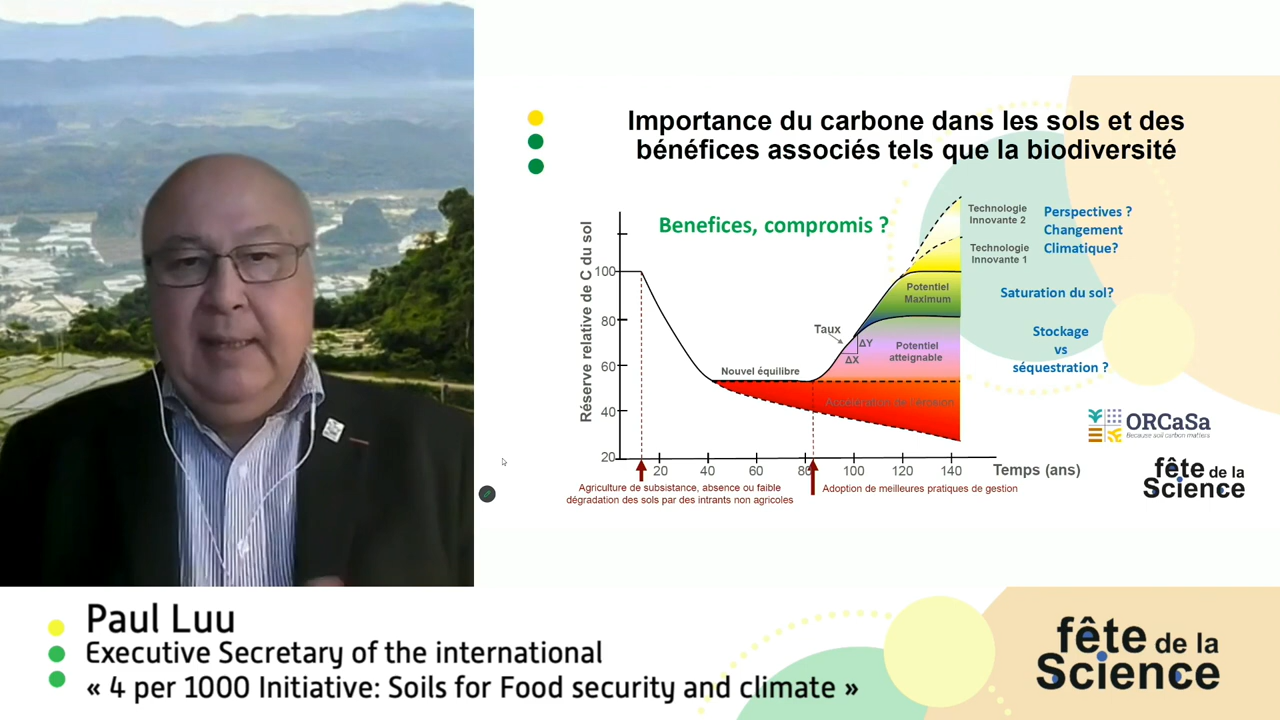 Importance du carbone dans les sols et des
bénéfices associés tels que la biodiversité
Benefices, compromis ?
Technologie
Innovante 2
Technologie
Innovante 1
Perspectives ?
Changement
Climatique?
Saturation du sol?
Stockage
vs
séquestration ?
Réserve relative de C du sol
100
80
60
40
20
Potentiel
Maximum
Taux
ΔY
ΔX
Potentiel
atteignable
Nouvel équilibre
Accélération de l'érosion
20 40 60 80 100 120 140 Temps (ans)
Agriculture de subsistance, absence ou faible
dégradation des sols par des intrants non agricoles
Adoption de meilleures pratiques de gestion
ORCaSa
Because soil carbon matters
fête de la
Science
Paul Luu
Executive Secretary of the international
« 4 per 1000 Initiative: Soils for Food security and climate »
fête de la
Science